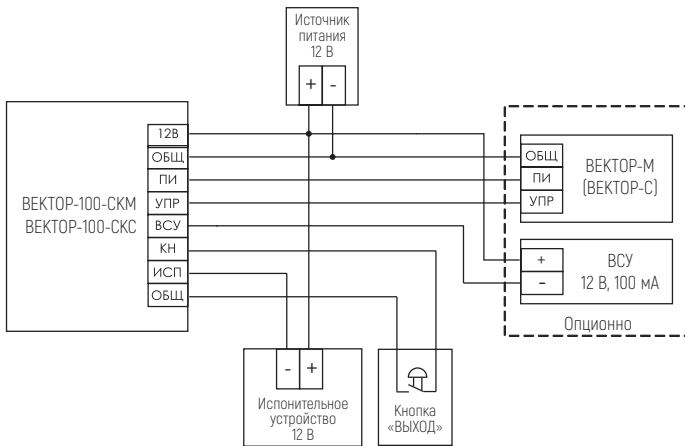 Источник
питания
12 В
+ -
ВЕКТОР-100-СКМ
ВЕКТОР-100-СКС
12В
ОБЩ
ПИ
УПР
ВСУ
КН
ИСП
ОБЩ
ОБЩ
ПИ
УПР
ВЕКТОР-М
(ВЕКТОР-С)
+
-
ВСУ
12 В, 100 мА
Опционно
- +
Испонительное
устройство
12 В
Кнопка
«ВЫХОД»